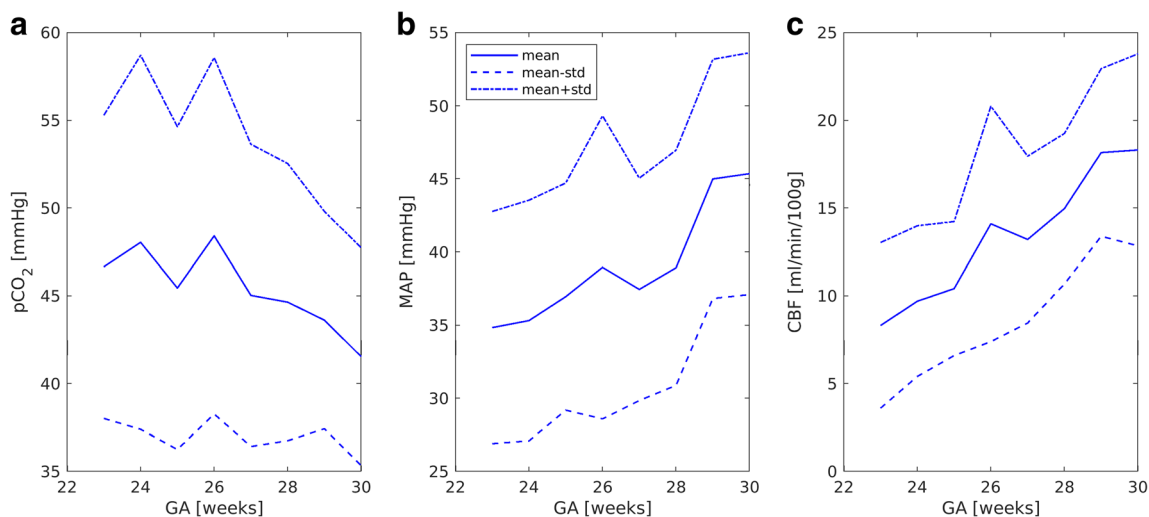 a
60
55
50
45
40
35
pCO2 [mmHg]
22 24 26 28 30
GA [weeks]
b
55
50
45
40
35
30
25
MAP [mmHg]
mean
mean-std
mean+std
22 24 26 28 30
GA [weeks]
c
25
20
15
10
5
0
CBF [ml/min/100g]
22 24 26 28 30
GA [weeks]